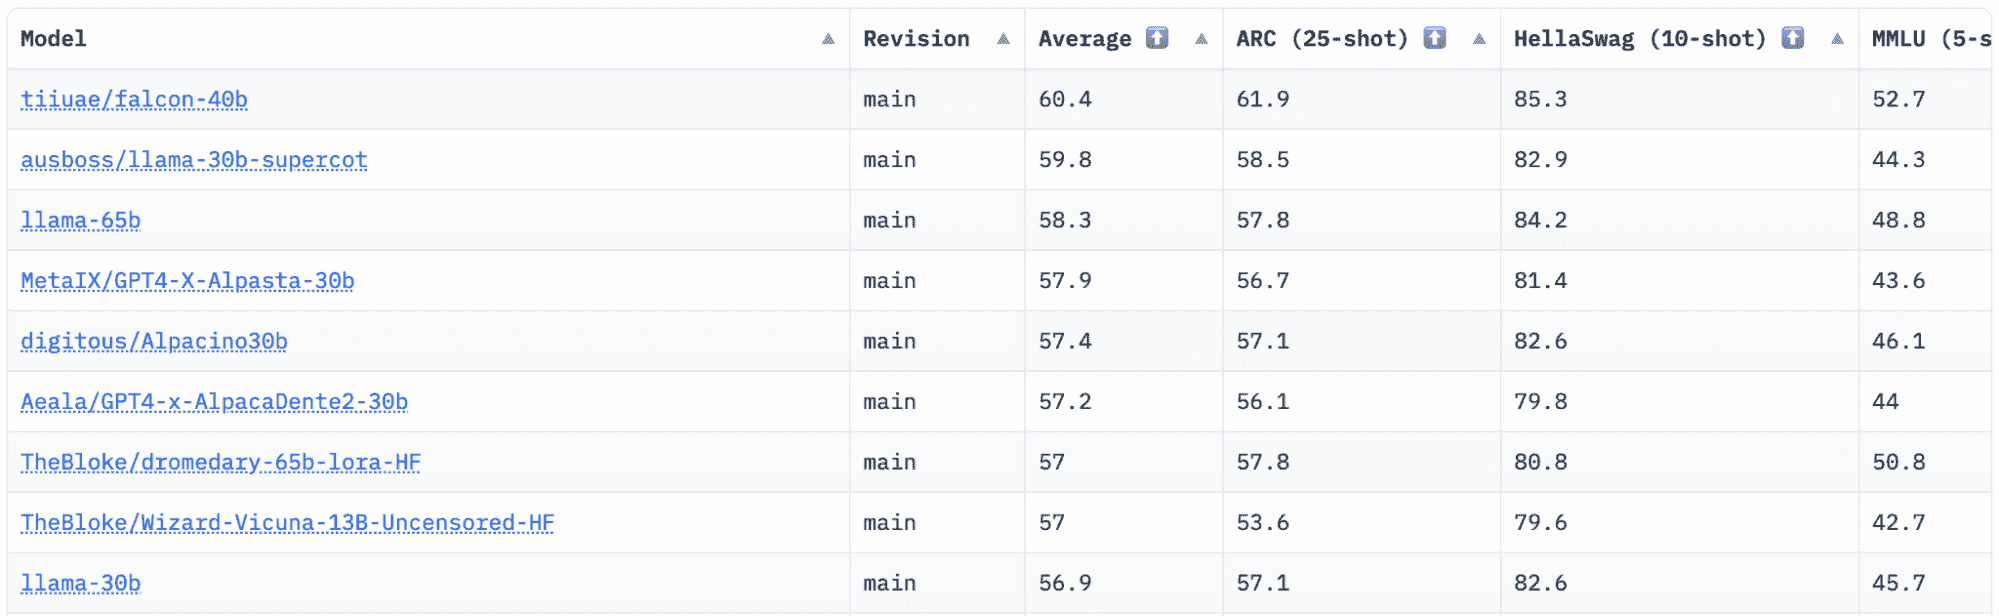 Model Revision Average ARC (25-shot) HellaSwag (10-shot) MMLU (5-s
tiiuae/falcon-40b main 60.4 61.9 85.3 52.7
ausboss/llama-30b-supercot main 59.8 58.5 82.9 44.3
llama-65b main 58.3 57.8 84.2 48.8
MetaIX/GPT4-X-Alpasta-30b main 57.9 56.7 81.4 43.6
digitous/Alpacino30b main 57.4 57.1 82.6 46.1
Aeala/GPT4-x-AlpacaDente2-30b main 57.2 56.1 79.8 44
TheBloke/dromedary-65b-lora-HF main 57 57.8 80.8 50.8
TheBloke/Wizard-Vicuna-13B-Uncensored-HF main 57 53.6 79.6 42.7
llama-30b main 56.9 57.1 82.6 45.7